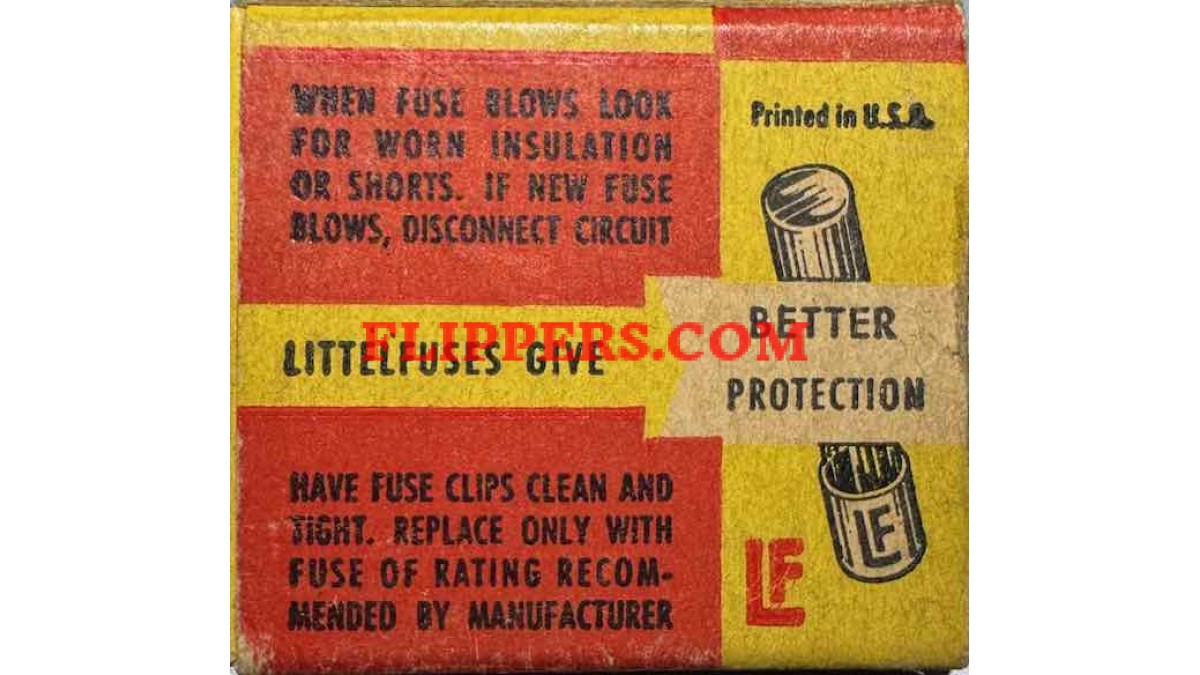 WHEN FUSE BLOWS LOOK
FOR WORN INSULATION
OR SHORTS. IF NEW FUSE
BLOWS, DISCONNECT CIRCUIT
Printed in U.S.A.
LITTELFUSES GIVE
BETTER
PROTECTION
FLIPPERS.COM
HAVE FUSE CLIPS CLEAN AND
TIGHT. REPLACE ONLY WITH
FUSE OF RATING RECOM-
MENDED BY MANUFACTURER
LF
LF